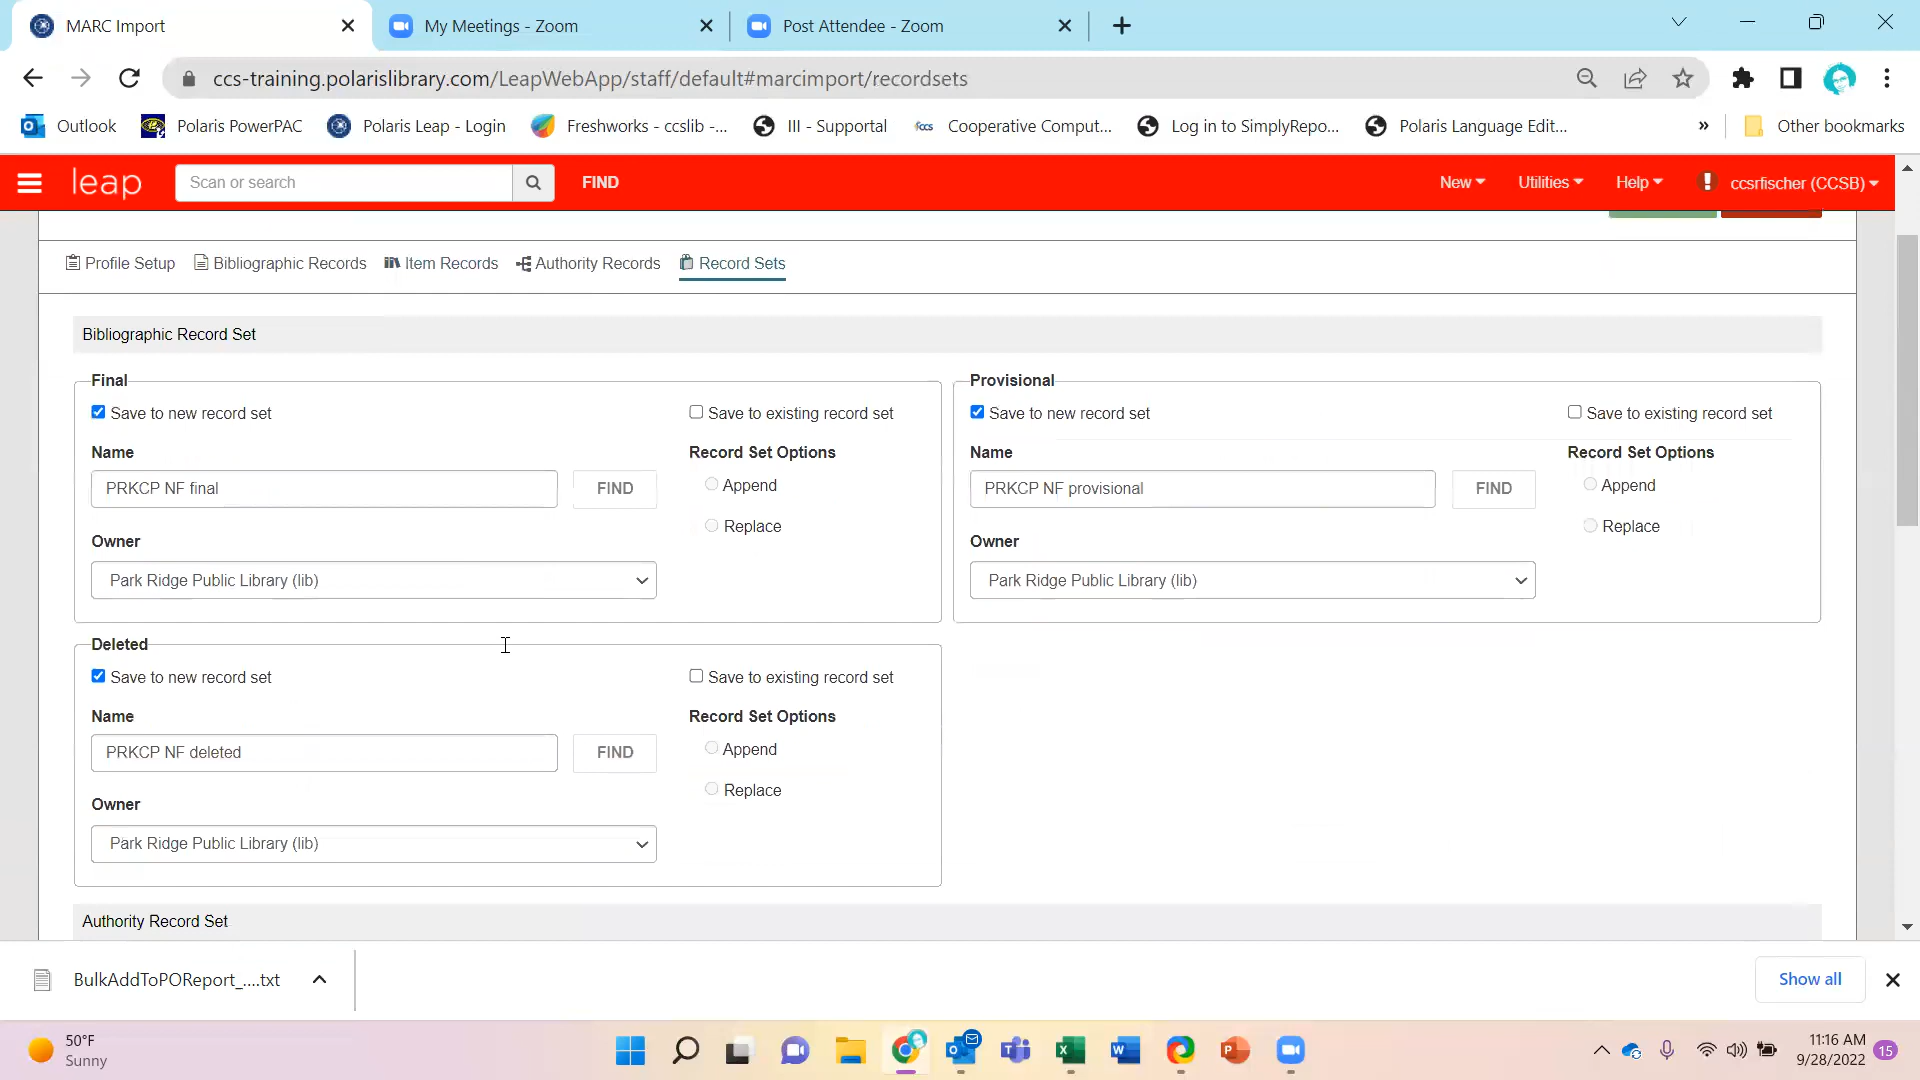 MARC Import
My Meetings - Zoom
Post Attendee - Zoom
ccs-training.polarislibrary.com/LeapWebApp/staff/default#marcimport/recordsets
Outlook
Polaris PowerPAC
Polaris Leap - Login
Freshworks - ccslib -...
III - Supportal
ccs
Cooperative Comput...
Log in to SimplyRepo...
Polaris Language Edit...
»
Other bookmarks
leap
Scan or search
FIND
New
Utilities
Help
ccsrfischer (CCSB)
Profile Setup
Bibliographic Records
Item Records
Authority Records
Record Sets
Bibliographic Record Set
Final
Save to new record set
Save to existing record set
Name
Record Set Options
PRKCP NF final
FIND
Append
Replace
Owner
Park Ridge Public Library (lib)
Provisional
Save to new record set
Save to existing record set
Name
Record Set Options
PRKCP NF provisional
FIND
Append
Replace
Owner
Park Ridge Public Library (lib)
Deleted
Save to new record set
Save to existing record set
Name
Record Set Options
PRKCP NF deleted
FIND
Append
Replace
Owner
Park Ridge Public Library (lib)
Authority Record Set
BulkAddToPOReport_....txt
Show all
50°F
Sunny
11:16 AM
9/28/2022
15